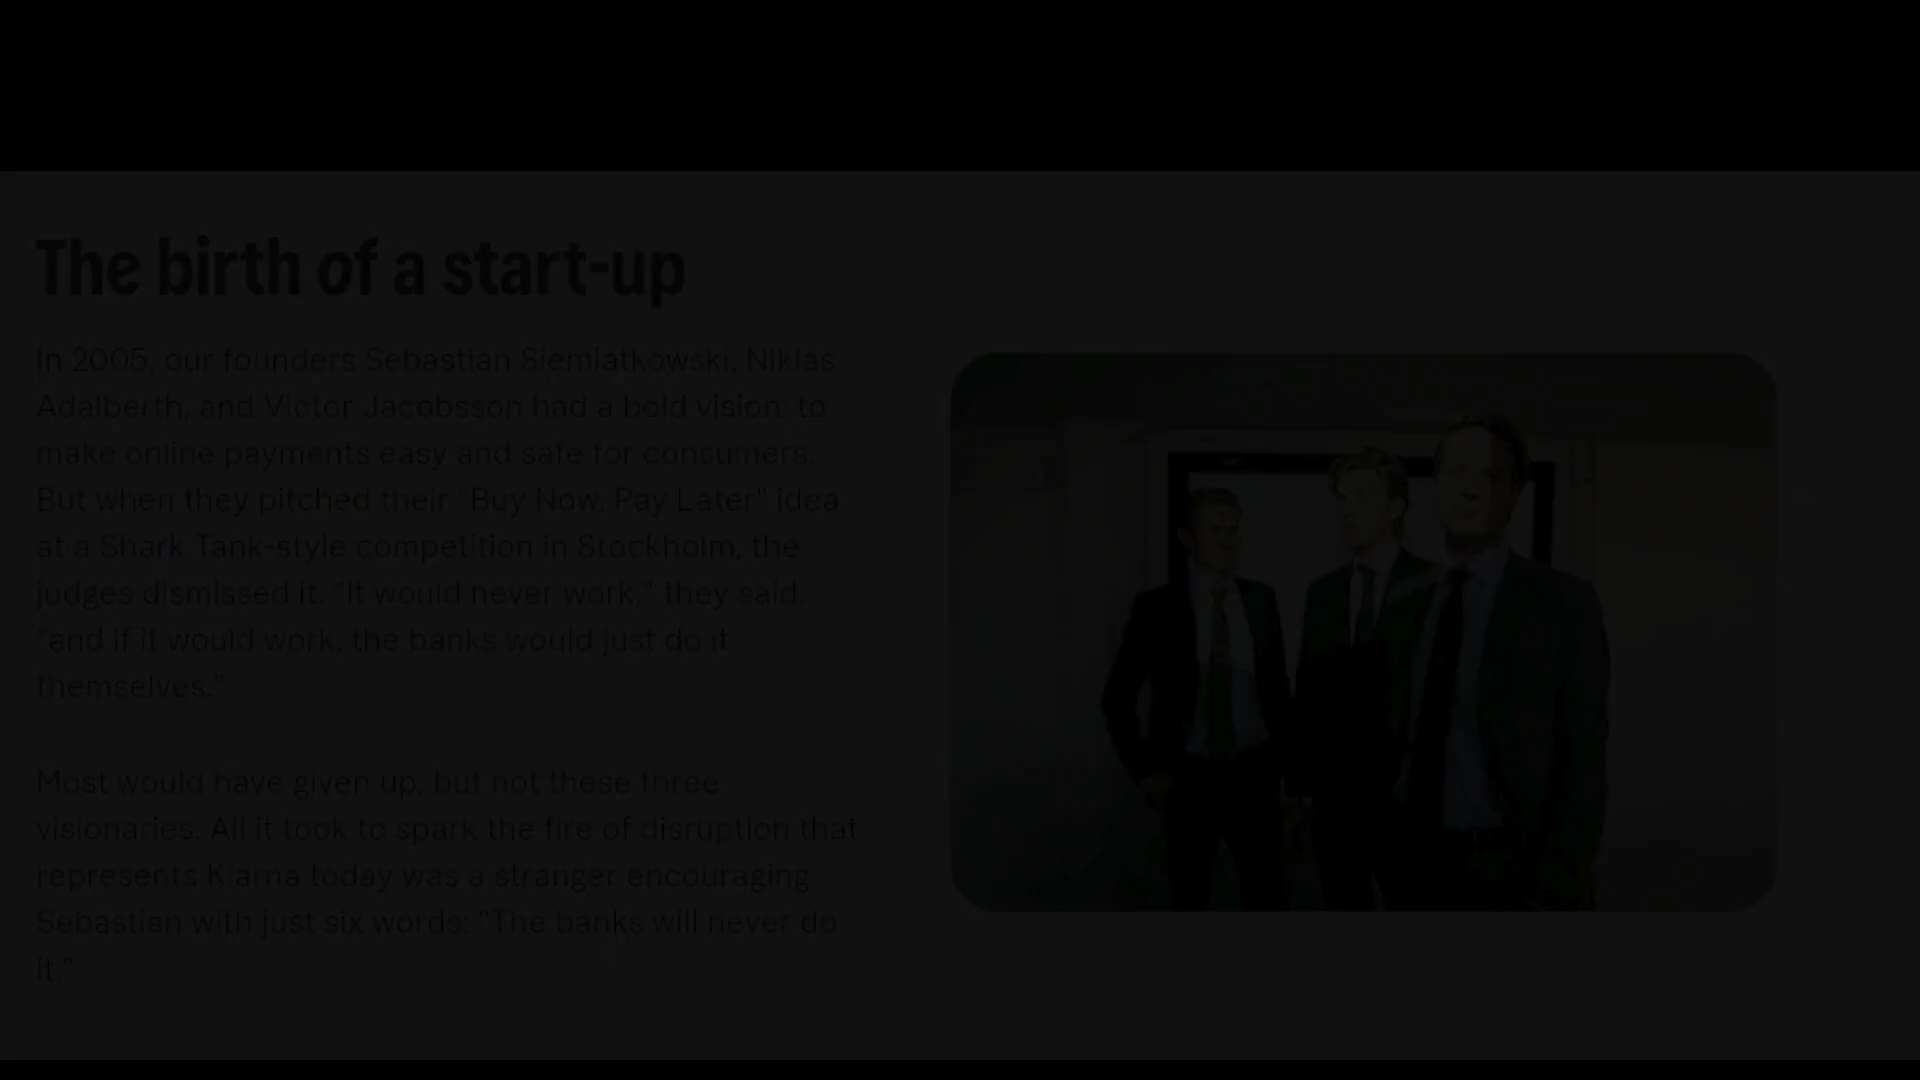 The birth of a start-up
In 2005, our founders Sebastian Siemiatkowski, Niklas
Adalberth, and Victor Jacobsson had a bold vision: to
make online payments easy and safe for consumers.
But when they pitched their "Buy Now, Pay Later" idea
at a Shark Tank-style competition in Stockholm, the
judges dismissed it. "It would never work," they said,
"and if it would work, the banks would just do it
themselves."
Most would have given up, but not these three
visionaries. All it took to spark the fire of disruption that
represents Klarna today was a stranger encouraging
Sebastian with just six words: "The banks will never do
it."